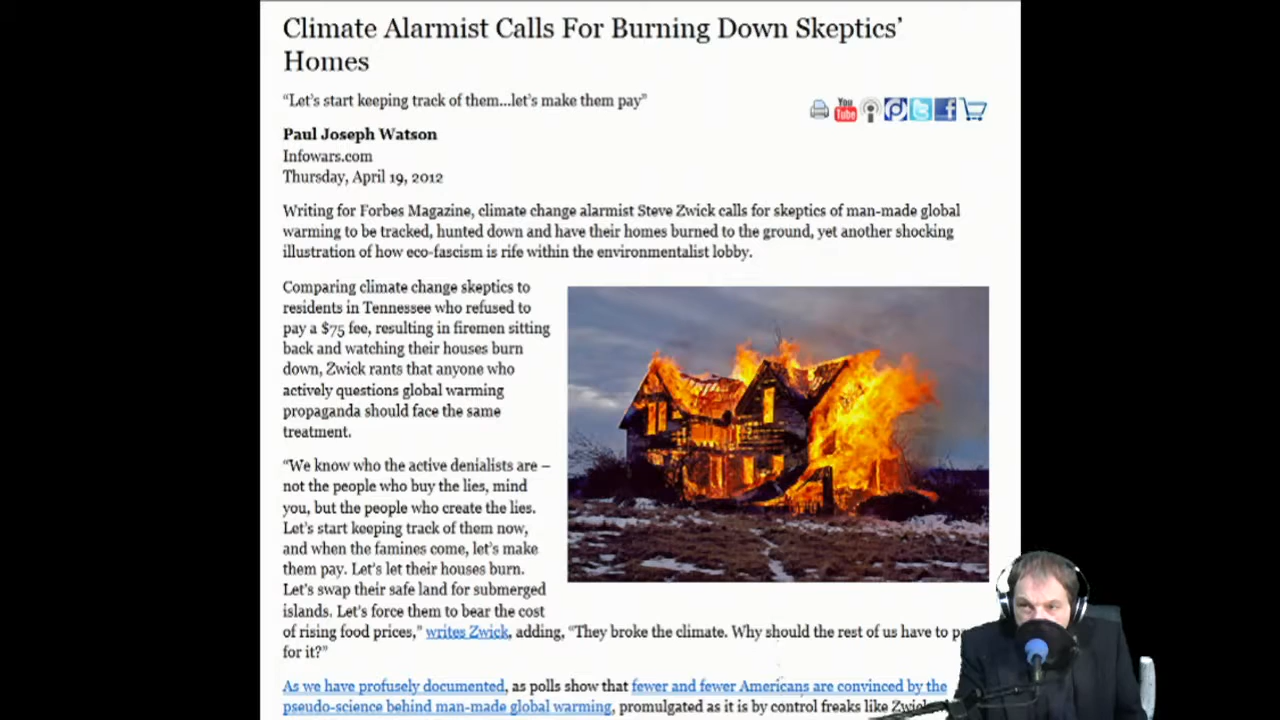 Climate Alarmist Calls For Burning Down Skeptics’
Homes
“Let’s start keeping track of them...let’s make them pay”
You
Tube
Paul Joseph Watson
Infowars.com
Thursday, April 19, 2012
Writing for Forbes Magazine, climate change alarmist Steve Zwick calls for skeptics of man-made global
warming to be tracked, hunted down and have their homes burned to the ground, yet another shocking
illustration of how eco-fascism is rife within the environmentalist lobby.
Comparing climate change skeptics to
residents in Tennessee who refused to
pay a $75 fee, resulting in firemen sitting
back and watching their houses burn
down, Zwick rants that anyone who
actively questions global warming
propaganda should face the same
treatment.
“We know who the active denialists are –
not the people who buy the lies, mind
you, but the people who create the lies.
Let’s start keeping track of them now,
and when the famines come, let’s make
them pay. Let’s let their houses burn.
Let’s swap their safe land for submerged
islands. Let’s force them to bear the cost
of rising food prices,” writes Zwick, adding, “They broke the climate. Why should the rest of us have to
for it?”
As we have profusely documented, as polls show that fewer and fewer Americans are convinced by the
pseudo-science behind man-made global warming, promulgated as it is by control freaks like